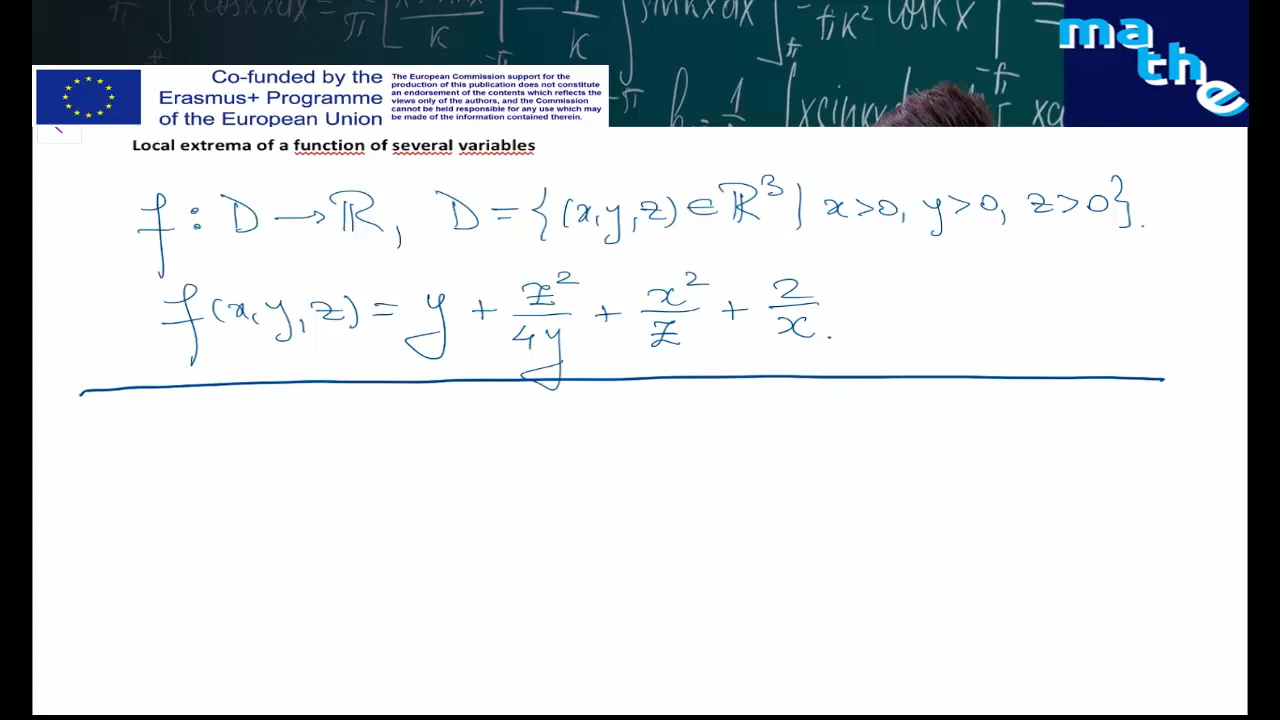 mathe
Co-funded by the
Erasmus+ Programme
of the European Union
The European Commission support for the
production of this publication does not constitute
an endorsement of the contents which reflects the
views only of the authors, and the Commission
cannot be held responsible for any use which may
be made of the information contained therein.
Local extrema of a function of several variables
f : D → ℝ, D = {(x,y,z) ∈ ℝ³ | x>0, y>0, z>0}.
f(x,y,z) = y + z²/4y + x²/z + 2/x.